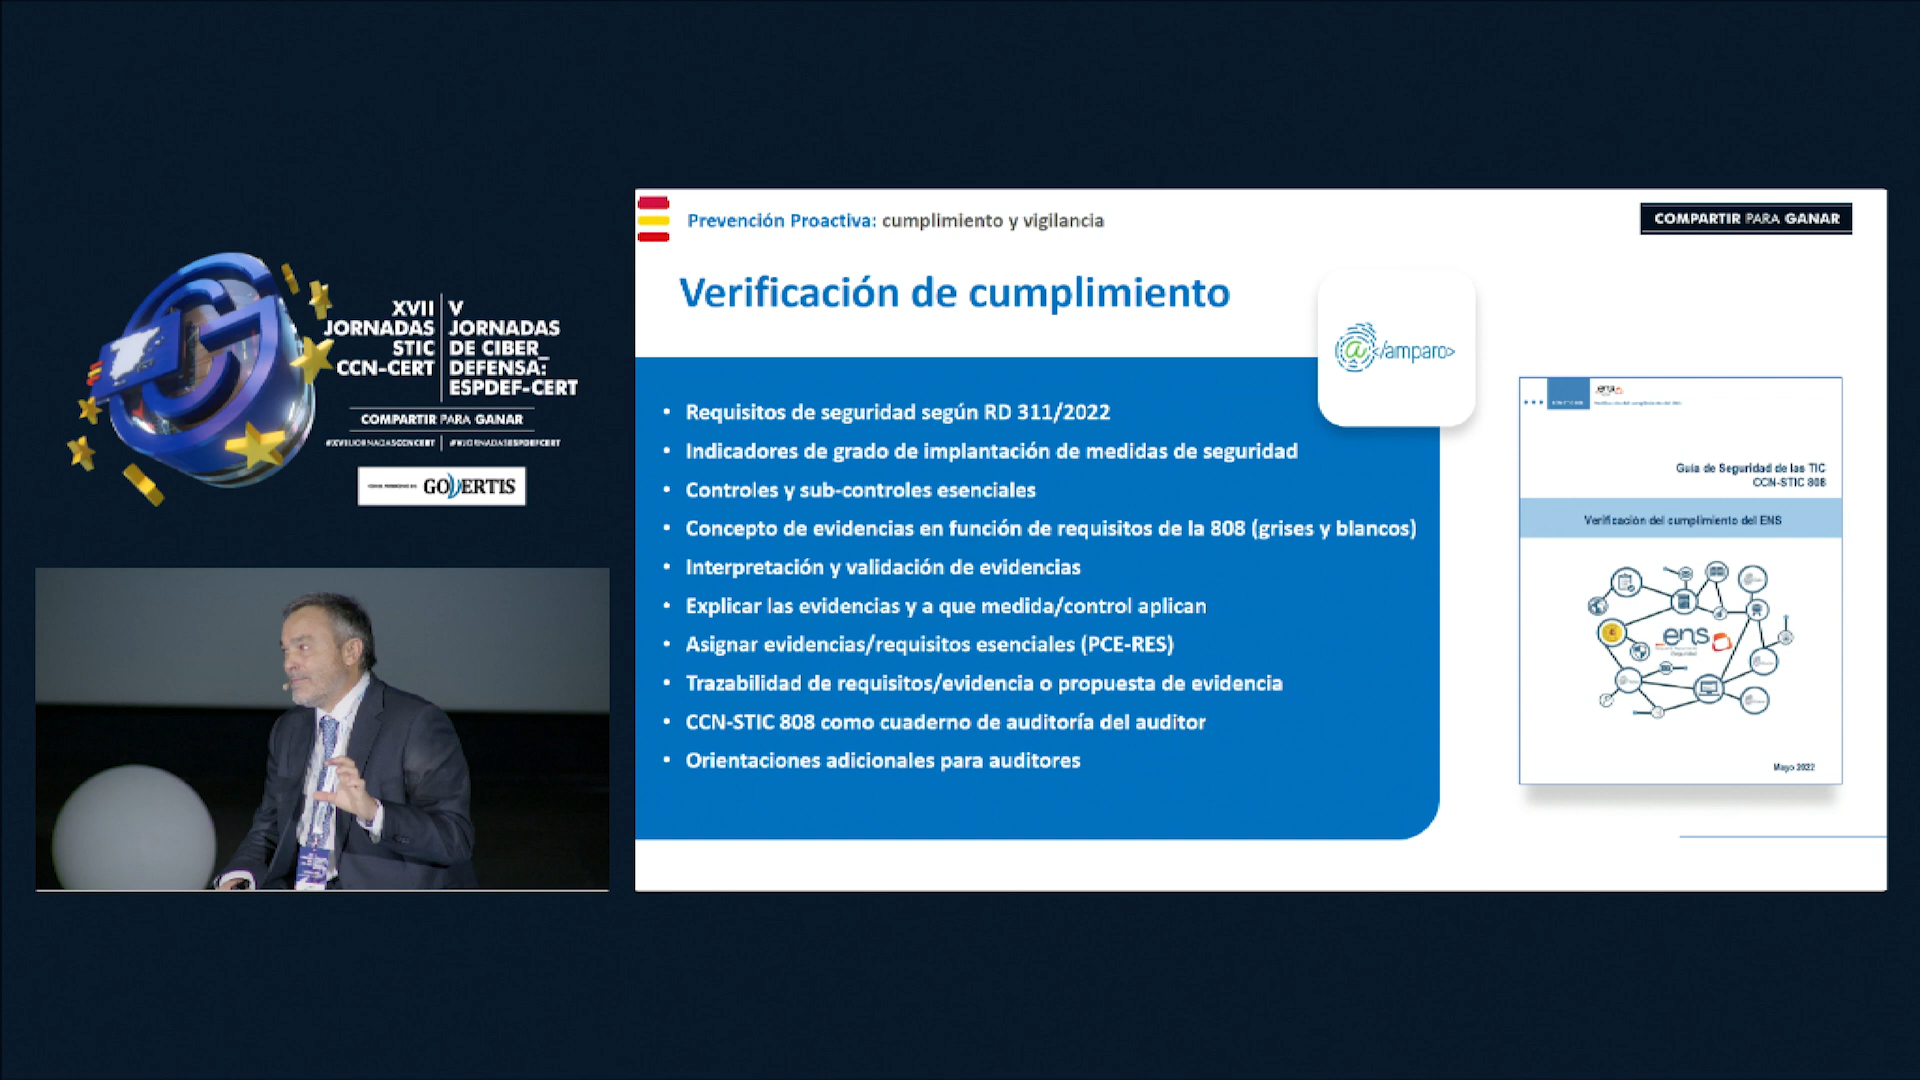 XVII
JORNADAS
STIC
CCN-CERT
V
JORNADAS
DE CIBER_
DEFENSA:
ESPDEF-CERT
COMPARTIR PARA GANAR
#XVIIJORNADASCCNCERT
#VJORNADASESPDEFCERT
GOVERTIS
Prevención Proactiva: cumplimiento y vigilancia
COMPARTIR PARA GANAR
Verificación de cumplimiento
@</amparo>
• Requisitos de seguridad según RD 311/2022
• Indicadores de grado de implantación de medidas de seguridad
• Controles y sub-controles esenciales
• Concepto de evidencias en función de requisitos de la 808 (grises y blancos)
• Interpretación y validación de evidencias
• Explicar las evidencias y a que medida/control aplican
• Asignar evidencias/requisitos esenciales (PCE-RES)
• Trazabilidad de requisitos/evidencia o propuesta de evidencia
• CCN-STIC 808 como cuaderno de auditoría del auditor
• Orientaciones adicionales para auditores
ens
Guía de Seguridad de las TIC
CCN-STIC 808
Verificación del cumplimiento del ENS
ens
Mayo 2022